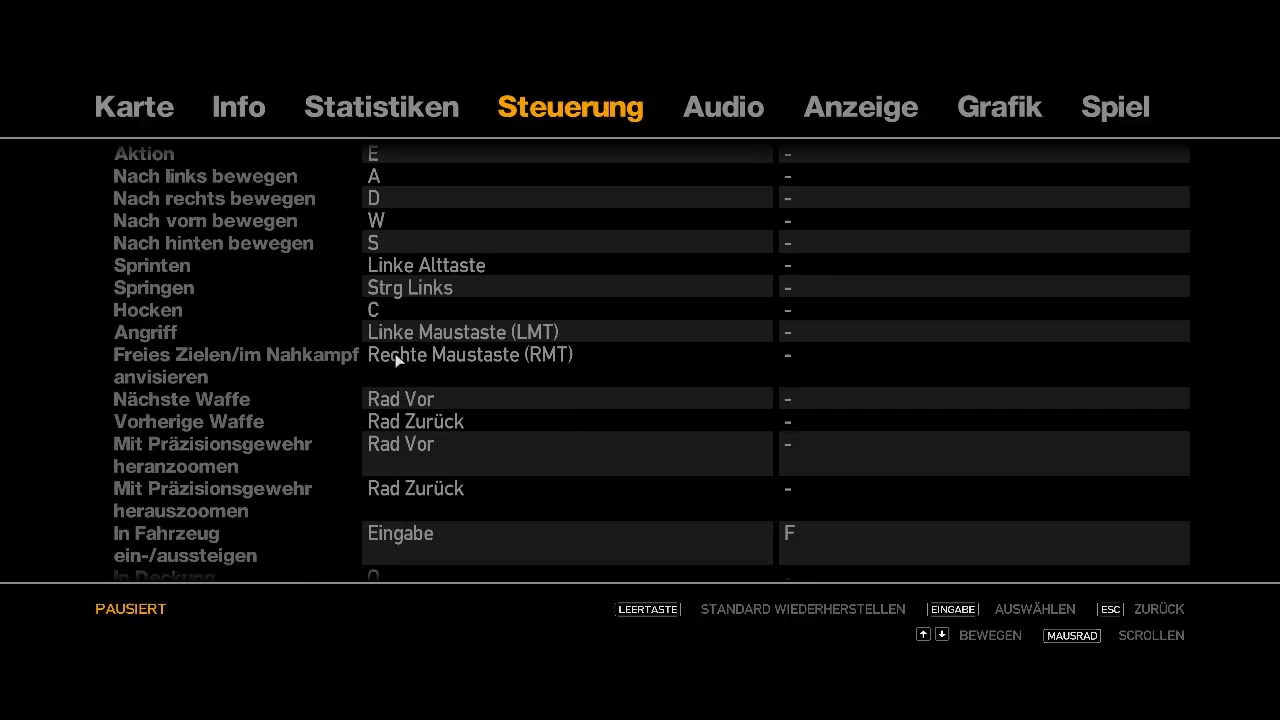 Karte Info Statistiken Steuerung Audio Anzeige Grafik Spiel
Aktion E -
Nach links bewegen A -
Nach rechts bewegen D -
Nach vorn bewegen W -
Nach hinten bewegen S -
Sprinten Linke Alttaste -
Springen Strg Links -
Hocken C -
Angriff Linke Maustaste (LMT) -
Freies Zielen/im Nahkampf Rechte Maustaste (RMT) -
anvisieren
Nächste Waffe Rad Vor -
Vorherige Waffe Rad Zurück -
Mit Präzisionsgewehr Rad Vor -
heranzoomen
Mit Präzisionsgewehr Rad Zurück -
herauszoomen
In Fahrzeug Eingabe F
ein-/aussteigen
In Deckung Q -
PAUSIERT LEERTASTE STANDARD WIEDERHERSTELLEN EINGABE AUSWÄHLEN ESC ZURÜCK
BEWEGEN MAUSRAD SCROLLEN